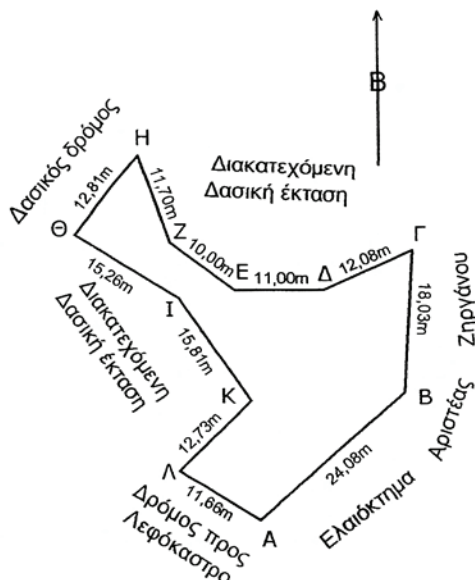 Β
Δασικός δρόμος
Η
12,81m
11,70m
Διακατεχόμενη
Δασική έκταση
Θ
Ζ
10,00m
Ε
11,00m
Δ
12,08m
Γ
15,26m
Ι
18,03m
Ζηργάνου
Διακατεχόμενη
Δασική έκταση
15,81m
Κ
Β
Αριστέας
12,73m
24,08m
Λ
11,66m
Α
Ελαιόκτημα
Δρόμος προς
Λεφόκαστρο